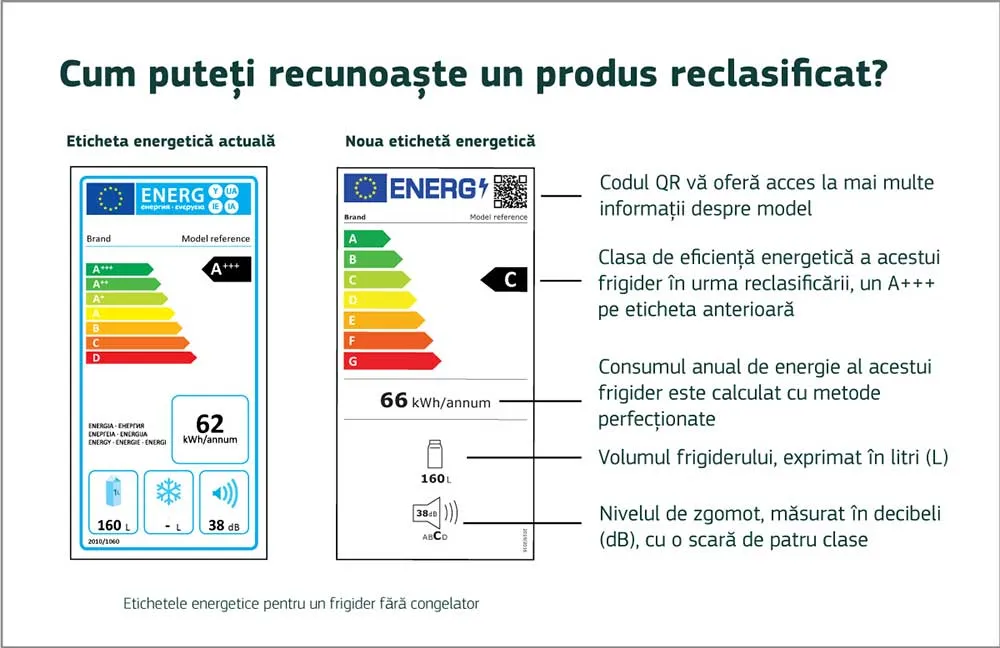 Cum puteți recunoaște un produs reclasificat?
Eticheta energetică actuală
ENERG
енергия · ενεργεια
Y
UA
IE
IA
Brand
Model reference
A+++
A++
A+
A
B
C
D
A+++
ENERGIA · ЕНЕРГИЯ
ΕΝΕΡΓΕΙΑ · ENERGIJA
ENERGY · ENERGIE · ENERGI
62
kWh/annum
1L
160 L
- L
38 dB
2010/1060
Noua etichetă energetică
ENERG
Brand
Model reference
A
B
C
D
E
F
G
C
66 kWh/annum
160 L
38dB
ABCD
Codul QR vă oferă acces la mai multe
informații despre model
Clasa de eficiență energetică a acestui
frigider în urma reclasificării, un A+++
pe eticheta anterioară
Consumul anual de energie al acestui
frigider este calculat cu metode
perfecționate
Volumul frigiderului, exprimat în litri (L)
Nivelul de zgomot, măsurat în decibeli
(dB), cu o scară de patru clase
Etichetele energetice pentru un frigider fără congelator